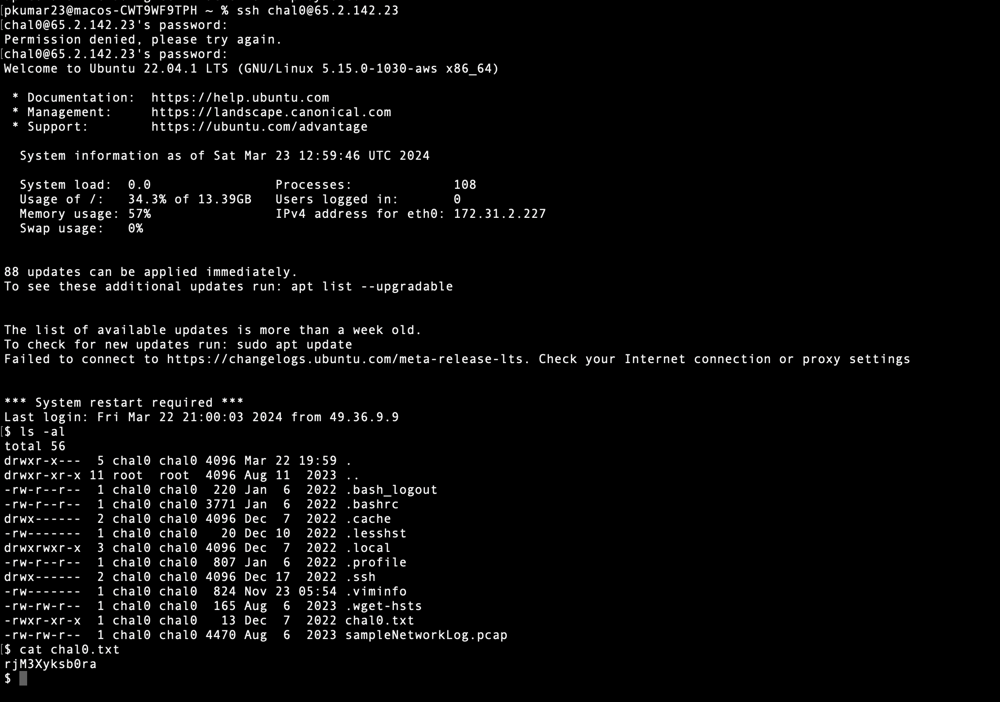 pkumar23@macos-CWT9WF9TPH ~ % ssh chal0@65.2.142.23
chal0@65.2.142.23's password:
Permission denied, please try again.
chal0@65.2.142.23's password:
Welcome to Ubuntu 22.04.1 LTS (GNU/Linux 5.15.0-1030-aws x86_64)
* Documentation:  https://help.ubuntu.com
* Management:     https://landscape.canonical.com
* Support:        https://ubuntu.com/advantage
System information as of Sat Mar 23 12:59:46 UTC 2024
System load:  0.0                Processes:             108
Usage of /:   34.3% of 13.39GB   Users logged in:       0
Memory usage: 57%                IPv4 address for eth0: 172.31.2.227
Swap usage:   0%
88 updates can be applied immediately.
To see these additional updates run: apt list --upgradable
The list of available updates is more than a week old.
To check for new updates run: sudo apt update
Failed to connect to https://changelogs.ubuntu.com/meta-release-lts. Check your Internet connection or proxy settings
*** System restart required ***
Last login: Fri Mar 22 21:00:03 2024 from 49.36.9.9
$ ls -al
total 56
drwxr-x---  5 chal0 chal0 4096 Mar 22 19:59 .
drwxr-xr-x 11 root  root  4096 Aug 11  2023 ..
-rw-r--r--  1 chal0 chal0  220 Jan  6  2022 .bash_logout
-rw-r--r--  1 chal0 chal0 3771 Jan  6  2022 .bashrc
drwx------  2 chal0 chal0 4096 Dec  7  2022 .cache
-rw-------  1 chal0 chal0   20 Dec 10  2022 .lesshst
drwxrwxr-x  3 chal0 chal0 4096 Dec  7  2022 .local
-rw-r--r--  1 chal0 chal0  807 Jan  6  2022 .profile
drwx------  2 chal0 chal0 4096 Dec 17  2022 .ssh
-rw-------  1 chal0 chal0  824 Nov 23 05:54 .viminfo
-rw-rw-r--  1 chal0 chal0  165 Aug  6  2023 .wget-hsts
-rwxr-xr-x  1 chal0 chal0   13 Dec  7  2022 chal0.txt
-rw-rw-r--  1 chal0 chal0 4470 Aug  6  2023 sampleNetworkLog.pcap
$ cat chal0.txt
rjM3Xyksb0ra
$